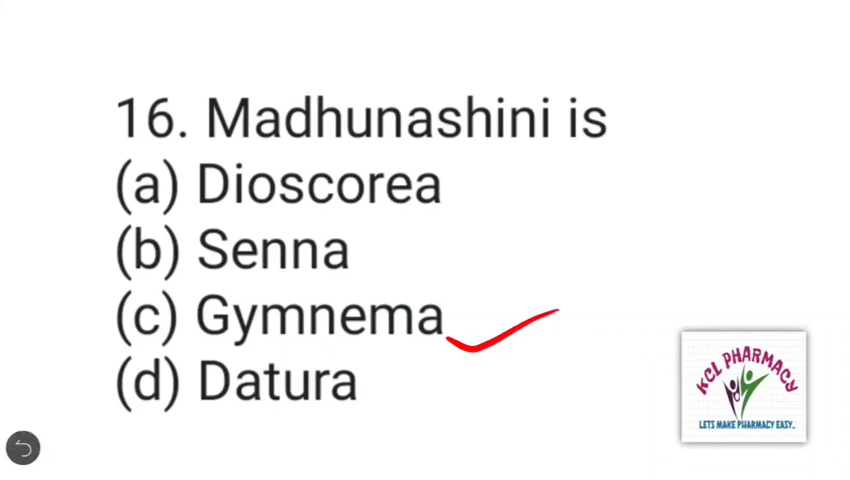 16. Madhunashini is
(a) Dioscorea
(b) Senna
(c) Gymnema
(d) Datura
KCL PHARMACY
LETS MAKE PHARMACY EASY..